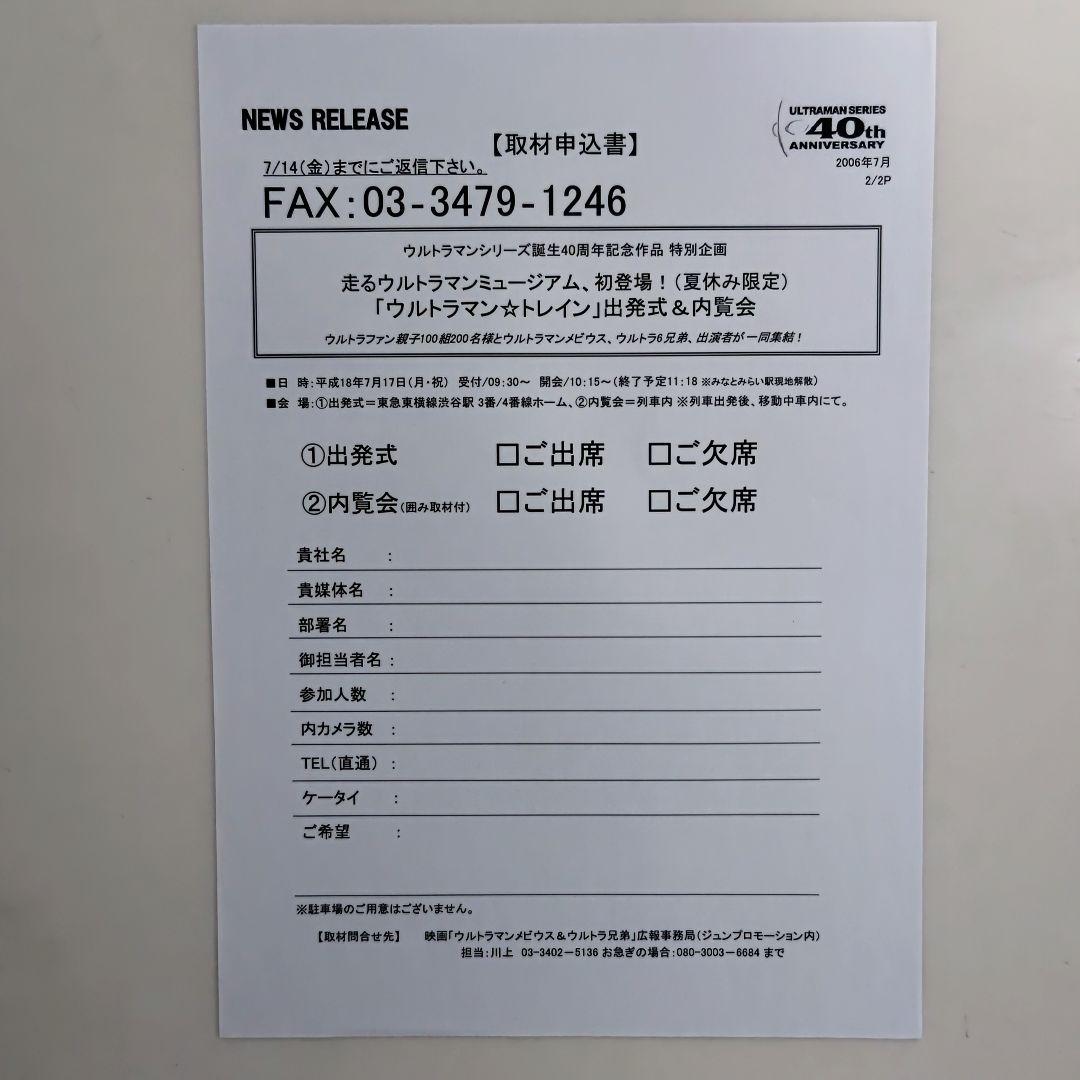 NEWS RELEASE
ULTRAMAN SERIES
40th
ANNIVERSARY
【取材申込書】
2006年7月
2/2P
7/14(金)までにご返信下さい。
FAX:03-3479-1246
ウルトラマンシリーズ誕生40周年記念作品 特別企画
走るウルトラマンミュージアム、初登場!(夏休み限定)
「ウルトラマン☆トレイン」出発式&内覧会
ウルトラファン親子100組200名様とウルトラマンメビウス、ウルトラ6兄弟、出演者が一同集結!
■日 時:平成18年7月17日(月・祝) 受付/09:30~ 開会/10:15~(終了予定11:18 ※みなとみらい駅現地解散)
■会 場:①出発式=東急東横線渋谷駅 3番/4番線ホーム、②内覧会=列車内 ※列車出発後、移動中車内にて。
①出発式 □ご出席 □ご欠席
②内覧会(囲み取材付) □ご出席 □ご欠席
貴社名 :
貴媒体名 :
部署名 :
御担当者名 :
参加人数 :
内カメラ数 :
TEL(直通) :
ケータイ :
ご希望 :
※駐車場のご用意はございません。
【取材問合せ先】 映画「ウルトラマンメビウス&ウルトラ兄弟」広報事務局(ジュンプロモーション内)
担当:川上 03-3402-5136 お急ぎの場合:080-3003-6684 まで